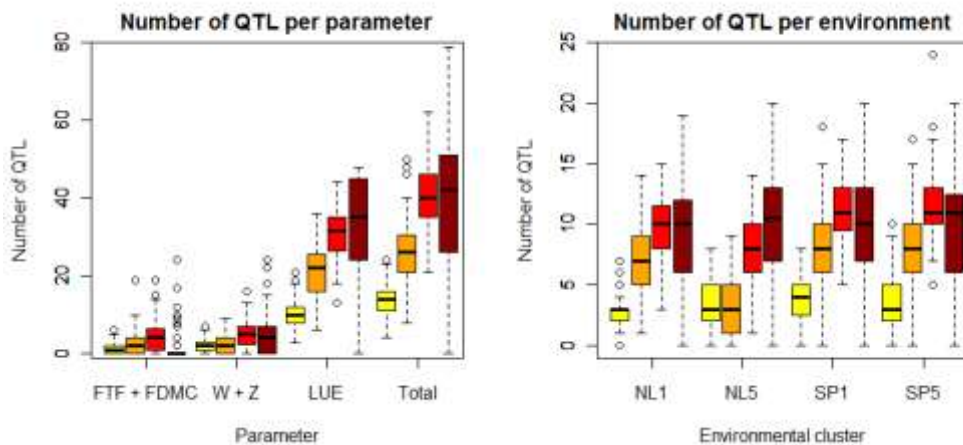 Number of QTL per parameter
Number of QTL
80
60
40
20
0
FTF + FDMC W + Z LUE Total
Parameter
Number of QTL per environment
Number of QTL
25
20
15
10
5
0
NL1 NL5 SP1 SP5
Environmental cluster